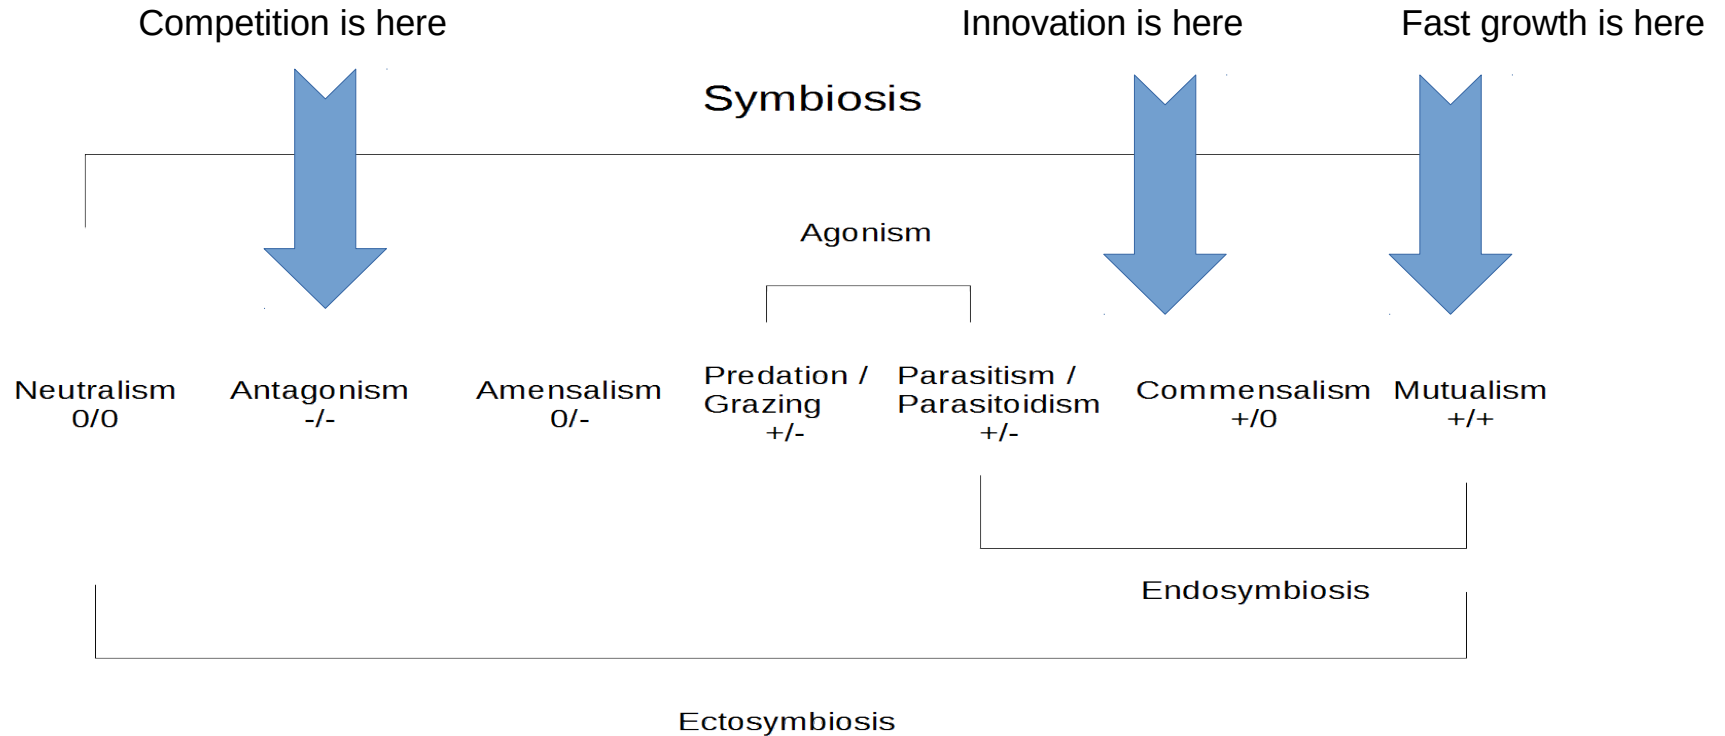 Competition is here
Innovation is here
Fast growth is here
Symbiosis
Agonism
Neutralism
0/0
Antagonism
-/-
Amensalism
0/-
Predation /
Grazing
+/-
Parasitism /
Parasitoidism
+/-
Commensalism
+/0
Mutualism
+/+
Endosymbiosis
Ectosymbiosis